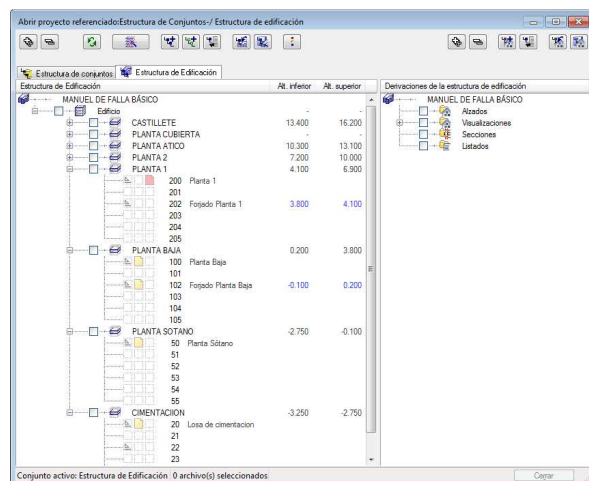 Abrir proyecto referenciado:Estructura de Conjuntos-/ Estructura de edificación
Estructura de conjuntos Estructura de Edificación
Estructura de Edificación Alt. inferior Alt. superior Derivaciones de la estructura de edificación
MANUEL DE FALLA BÁSICO MANUEL DE FALLA BÁSICO
Edificio - - Alzados
CASTILLETE 13.400 16.200 Visualizaciones
PLANTA CUBIERTA - - Secciones
PLANTA ATICO 10.300 13.100 Listados
PLANTA 2 7.200 10.000
PLANTA 1 4.100 6.900
200 Planta 1
201
202 Forjado Planta 1 3.800 4.100
203
204
205
PLANTA BAJA 0.200 3.800
100 Planta Baja
101
102 Forjado Planta Baja -0.100 0.200
103
104
105
PLANTA SOTANO -2.750 -0.100
50 Planta Sótano
51
52
53
54
55
CIMENTACIION -3.250 -2.750
20 Losa de cimentacion
21
22
23
Conjunto activo: Estructura de Edificación 0 archivo(s) seleccionados Cerrar